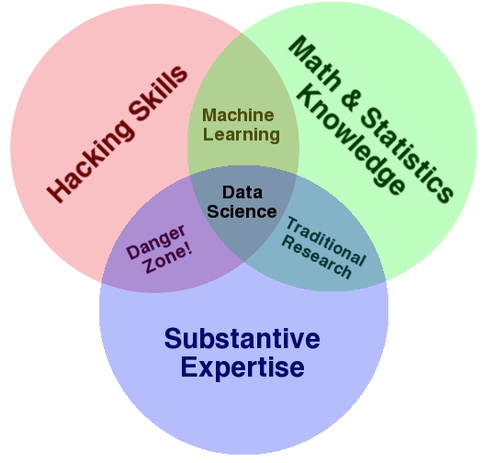 Hacking Skills
Math & Statistics
Knowledge
Machine
Learning
Data
Science
Danger
Zone!
Traditional
Research
Substantive
Expertise